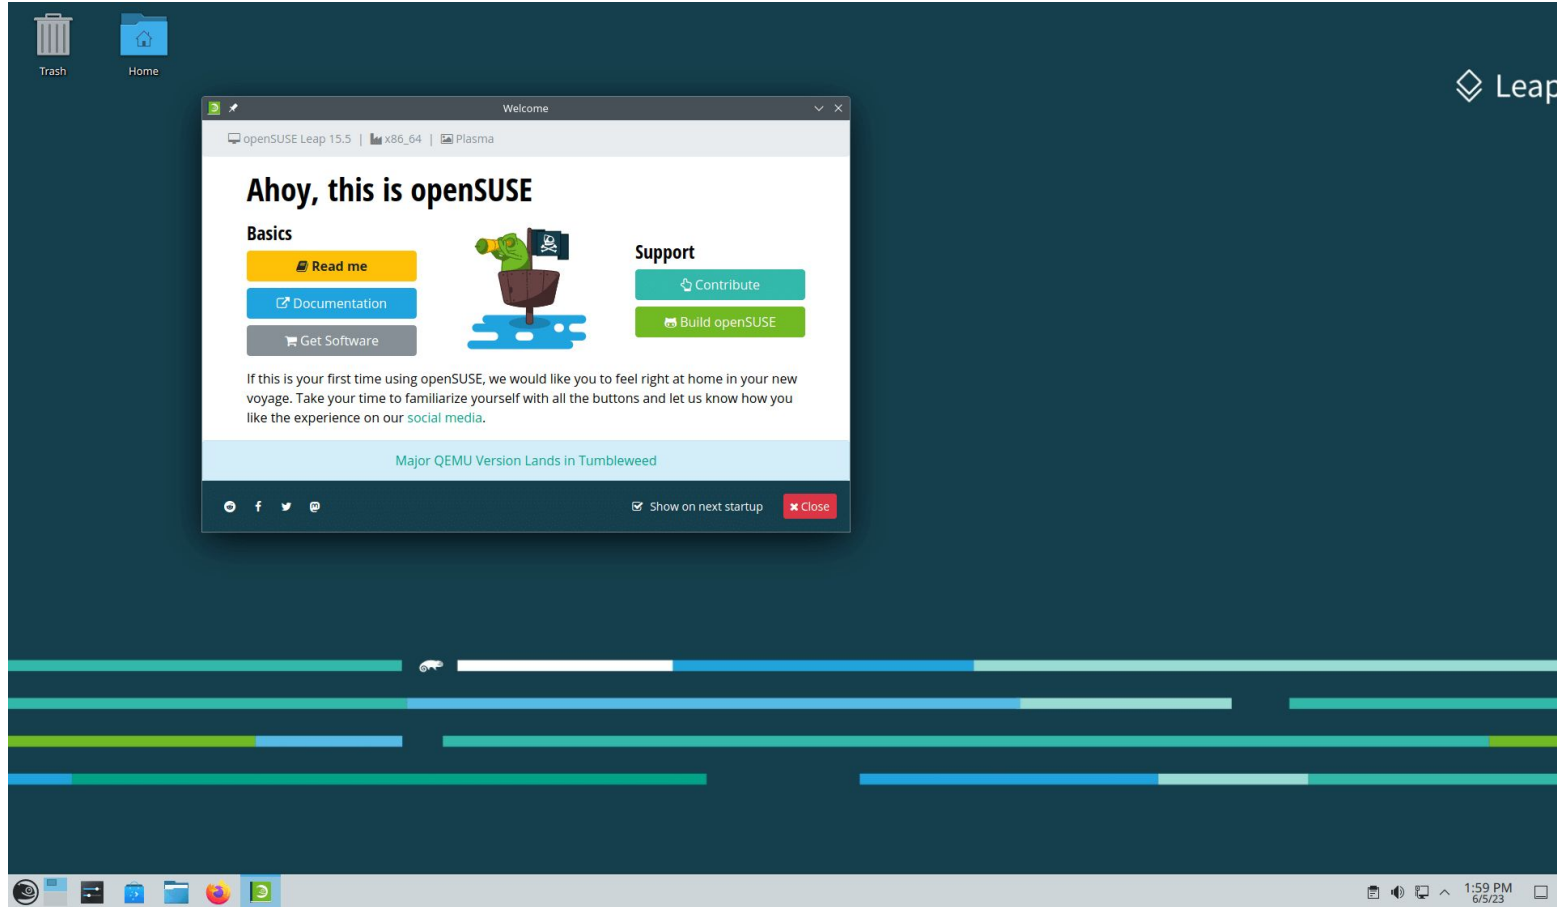 Trash
Home
Leap
Welcome
openSUSE Leap 15.5 | x86_64 | Plasma
Ahoy, this is openSUSE
Basics
Read me
Documentation
Get Software
Support
Contribute
Build openSUSE
If this is your first time using openSUSE, we would like you to feel right at home in your new
voyage. Take your time to familiarize yourself with all the buttons and let us know how you
like the experience on our social media.
Major QEMU Version Lands in Tumbleweed
Show on next startup
Close
1:59 PM
6/5/23